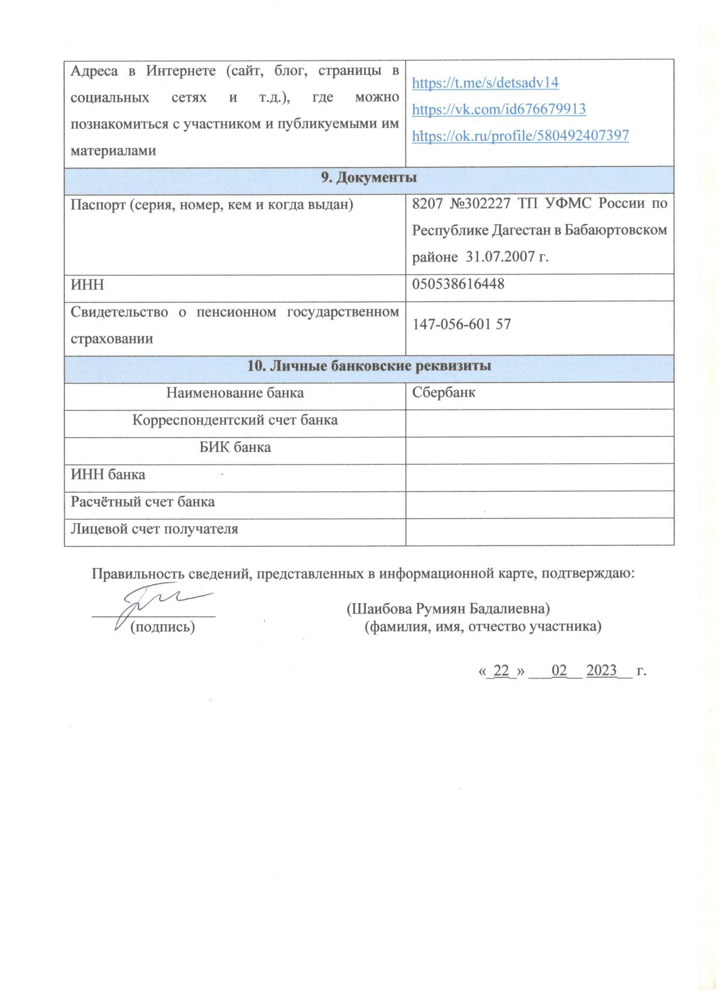 Адреса в Интернете (сайт, блог, страницы в
социальных сетях и т.д.), где можно
познакомиться с участником и публикуемыми им
материалами
https://t.me/s/detsadv14
https://vk.com/id676679913
https://ok.ru/profile/580492407397
9. Документы
Паспорт (серия, номер, кем и когда выдан)
8207 №302227 ТП УФМС России по
Республике Дагестан в Бабаюртовском
районе 31.07.2007 г.
ИНН
050538616448
Свидетельство о пенсионном государственном
страховании
147-056-601 57
10. Личные банковские реквизиты
Наименование банка
Сбербанк
Корреспондентский счет банка
БИК банка
ИНН банка
Расчётный счет банка
Лицевой счет получателя
Правильность сведений, представленных в информационной карте, подтверждаю:
(Шаибова Румиян Бадалиевна)
(подпись) (фамилия, имя, отчество участника)
«_22_» ___02__ 2023__ г.